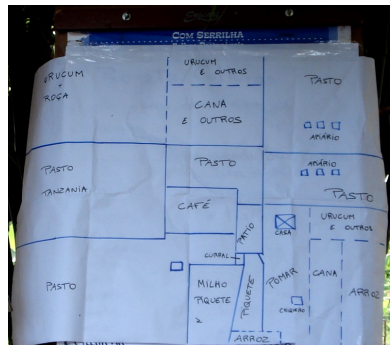 COM SERRILHA
URUCUM
+
ROÇA
URUCUM
E OUTROS
CANA
E OUTROS
PASTO
APIÁRIO
APIÁRIO
PASTO
TANZANIA
PASTO
PASTO
CAFÉ
PATIO
CASA
URUCUM
E OUTROS
CURRAL
PASTO
MILHO
PIQUETE
2
PIQUETE
POMAR
CHIQUEIRO
CANA
ARROZ
ARROZ